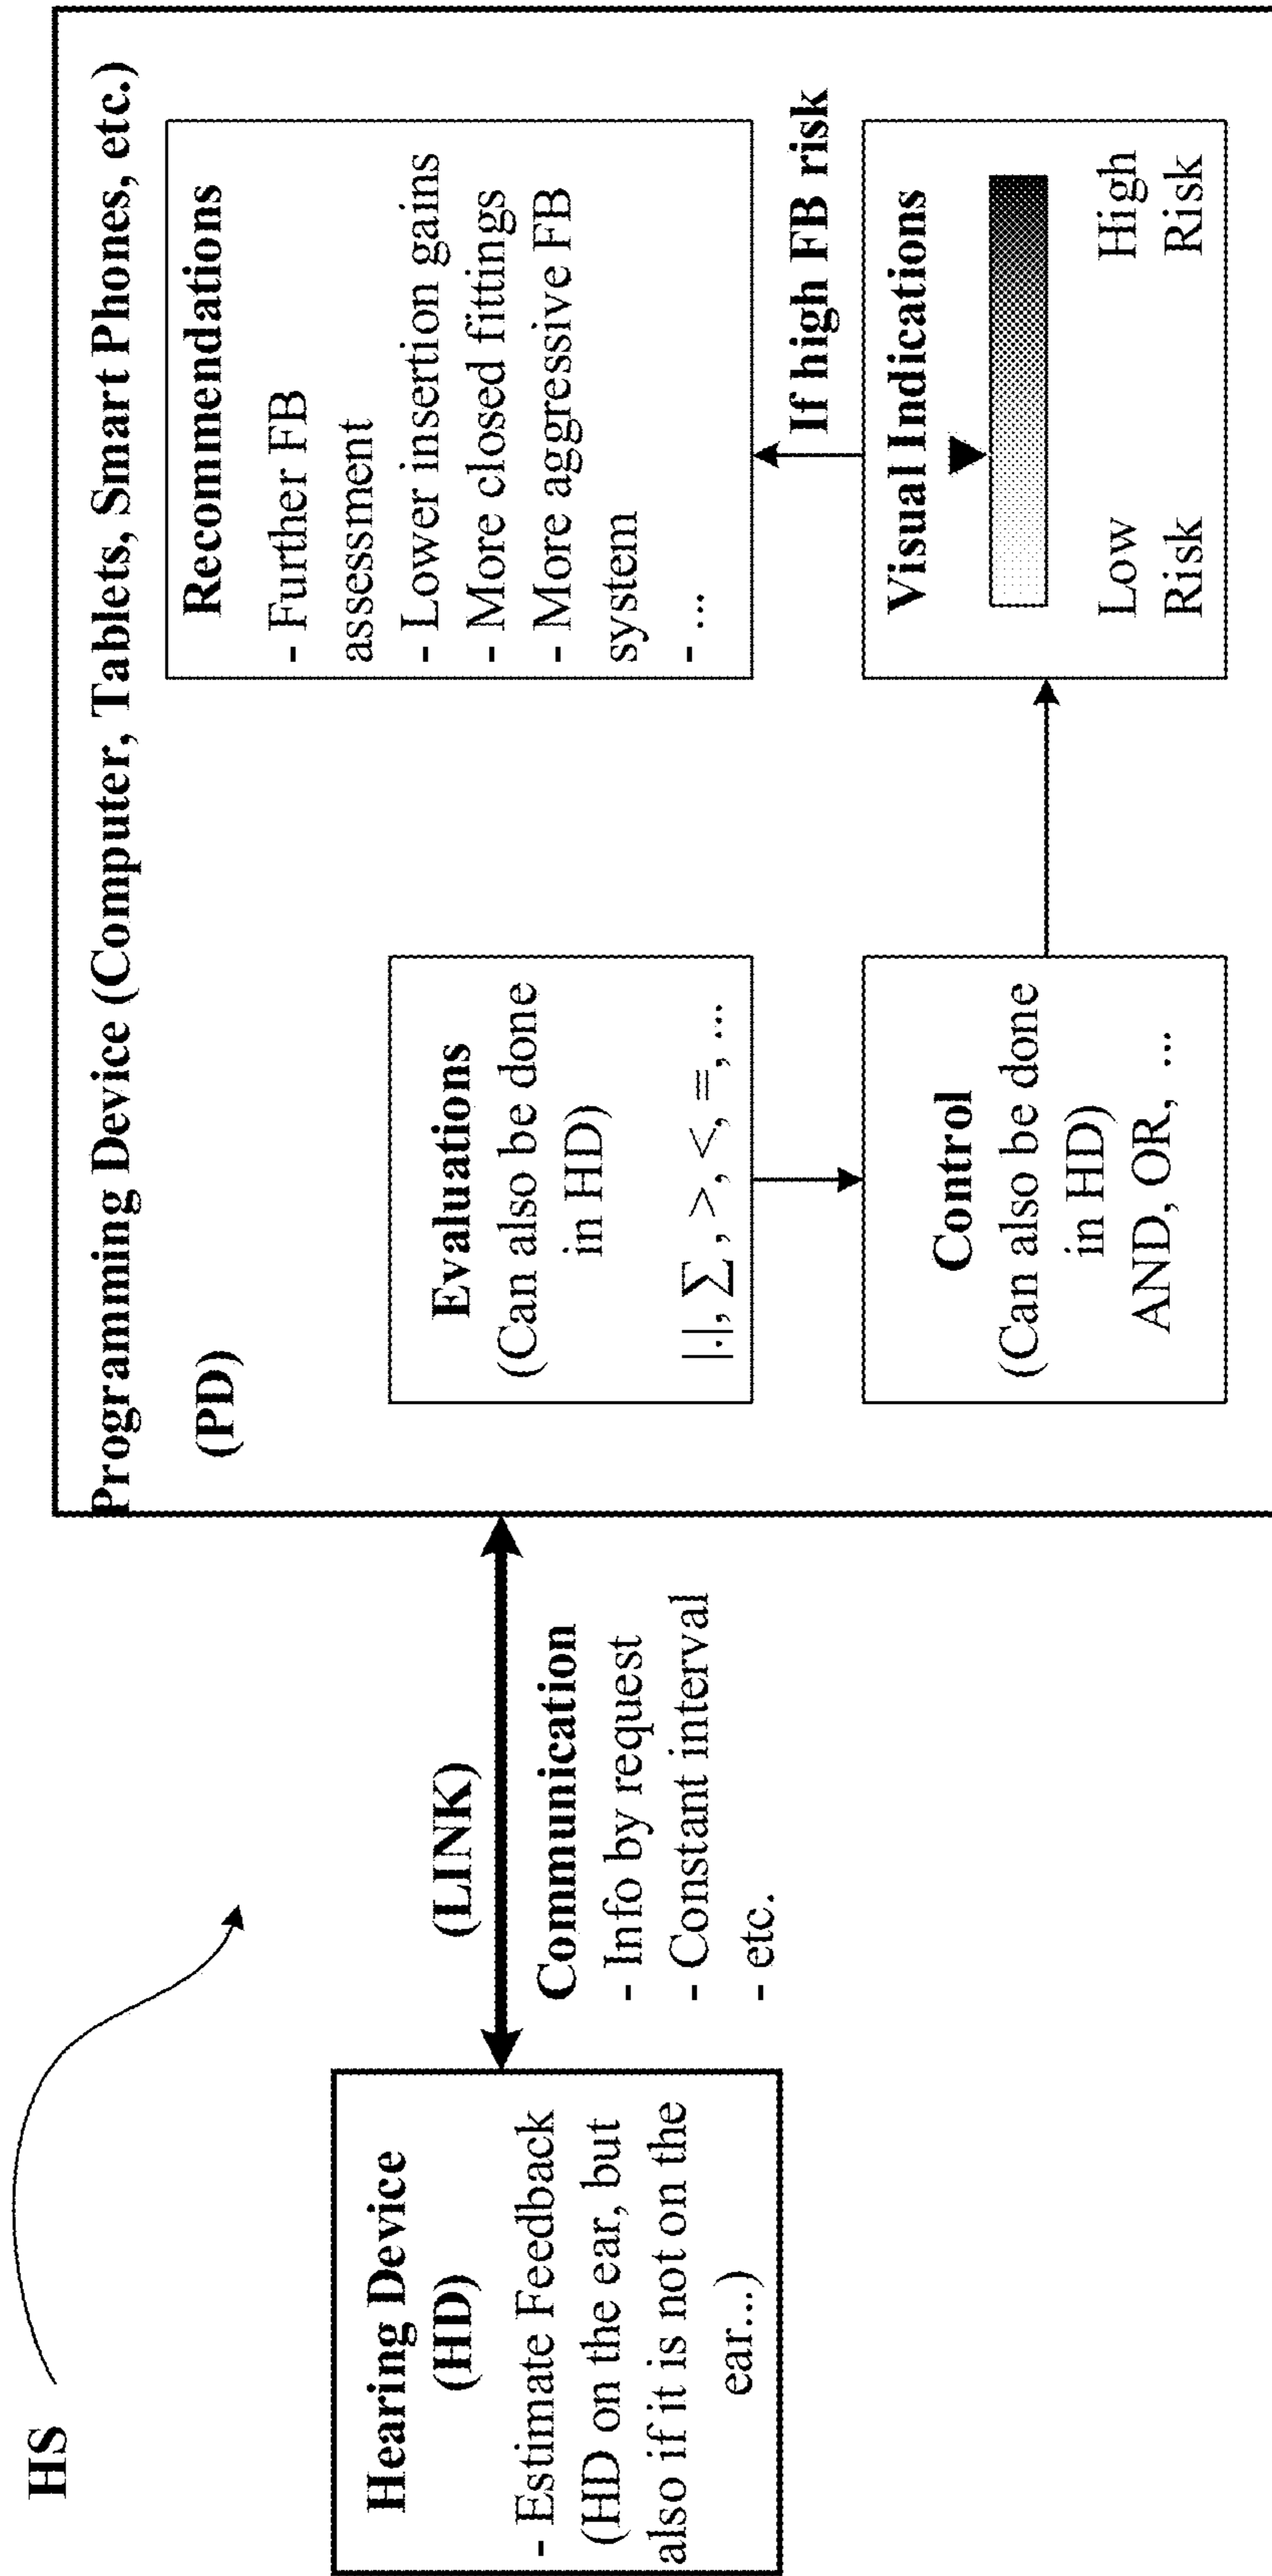 HS
Hearing Device
(HD)
- Estimate Feedback
(HD on the ear, but
also if it is not on the
ear...)
(LINK)
Communication
- Info by request
- Constant interval
- etc.
Programming Device (Computer, Tablets, Smart Phones, etc.)
(PD)
Evaluations
(Can also be done
in HD)
|·|, ∑, >, <, =, ...
Control
(Can also be done
in HD)
AND, OR, ...
Recommendations
- Further FB
assessment
- Lower insertion gains
- More closed fittings
- More aggressive FB
system
- ...
If high FB risk
Visual Indications
Low High
Risk Risk